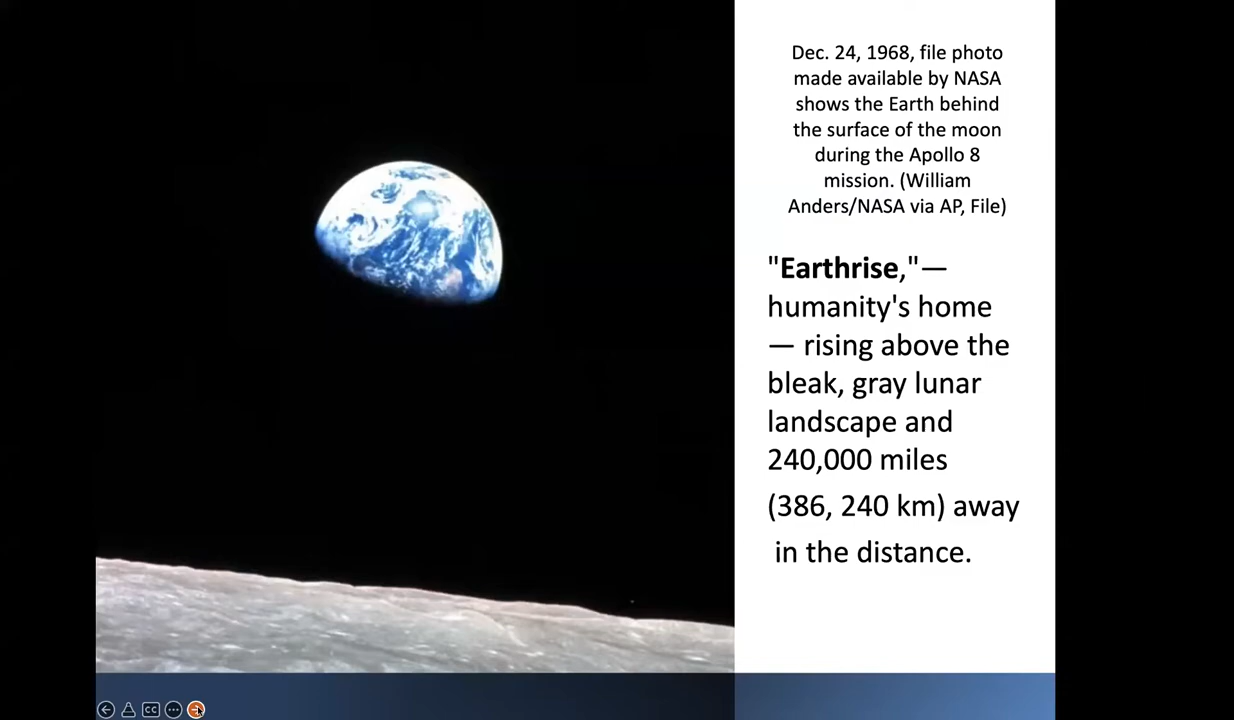 Dec. 24, 1968, file photo
made available by NASA
shows the Earth behind
the surface of the moon
during the Apollo 8
mission. (William
Anders/NASA via AP, File)
"Earthrise,"—
humanity's home
— rising above the
bleak, gray lunar
landscape and
240,000 miles
(386, 240 km) away
in the distance.
CC